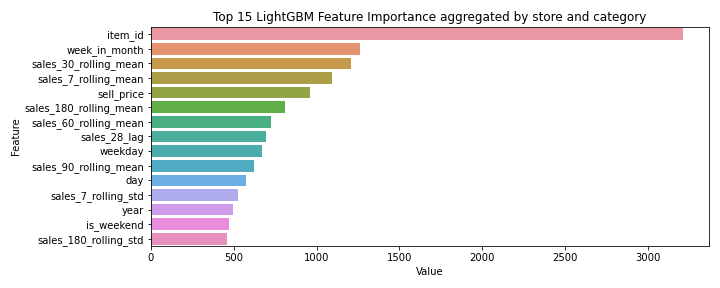 Top 15 LightGBM Feature Importance aggregated by store and category
Feature
item_id
week_in_month
sales_30_rolling_mean
sales_7_rolling_mean
sell_price
sales_180_rolling_mean
sales_60_rolling_mean
sales_28_lag
weekday
sales_90_rolling_mean
day
sales_7_rolling_std
year
is_weekend
sales_180_rolling_std
0 500 1000 1500 2000 2500 3000
Value